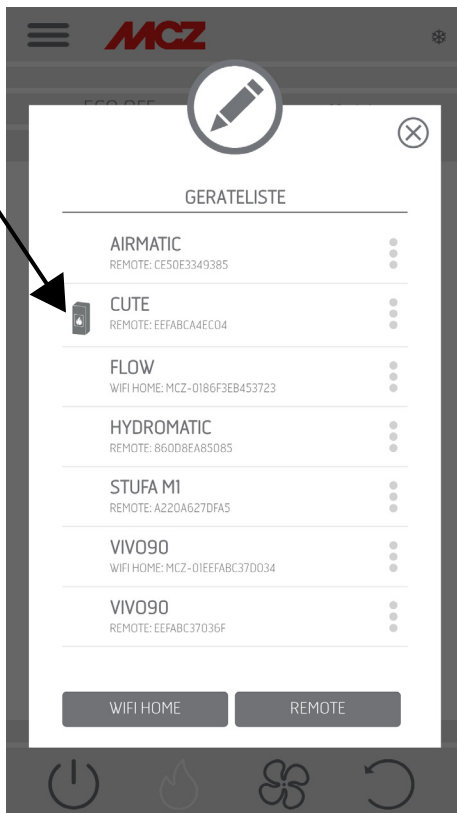 MCZ
GERATELISTE
AIRMATIC
REMOTE: CE50E3349385
CUTE
REMOTE: EEFABCA4EC04
FLOW
WIFI HOME: MCZ-0186F3EB453723
HYDROMATIC
REMOTE: 860D8EA85085
STUFA M1
REMOTE: A220A627DFA5
VIVO90
WIFI HOME: MCZ-01EEFABC37D034
VIVO90
REMOTE: EEFABC37036F
WIFI HOME
REMOTE